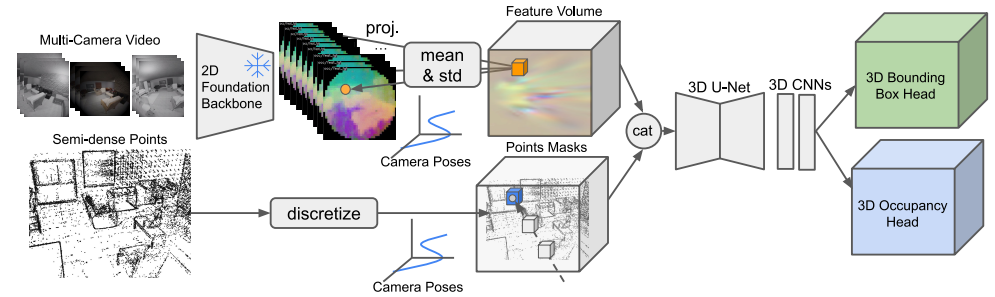 Multi-Camera Video
2D
Foundation
Backbone
proj.
...
mean
& std
Feature Volume
Camera Poses
Semi-dense Points
discretize
Camera Poses
Points Masks
cat
3D U-Net
3D CNNs
3D Bounding
Box Head
3D Occupancy
Head